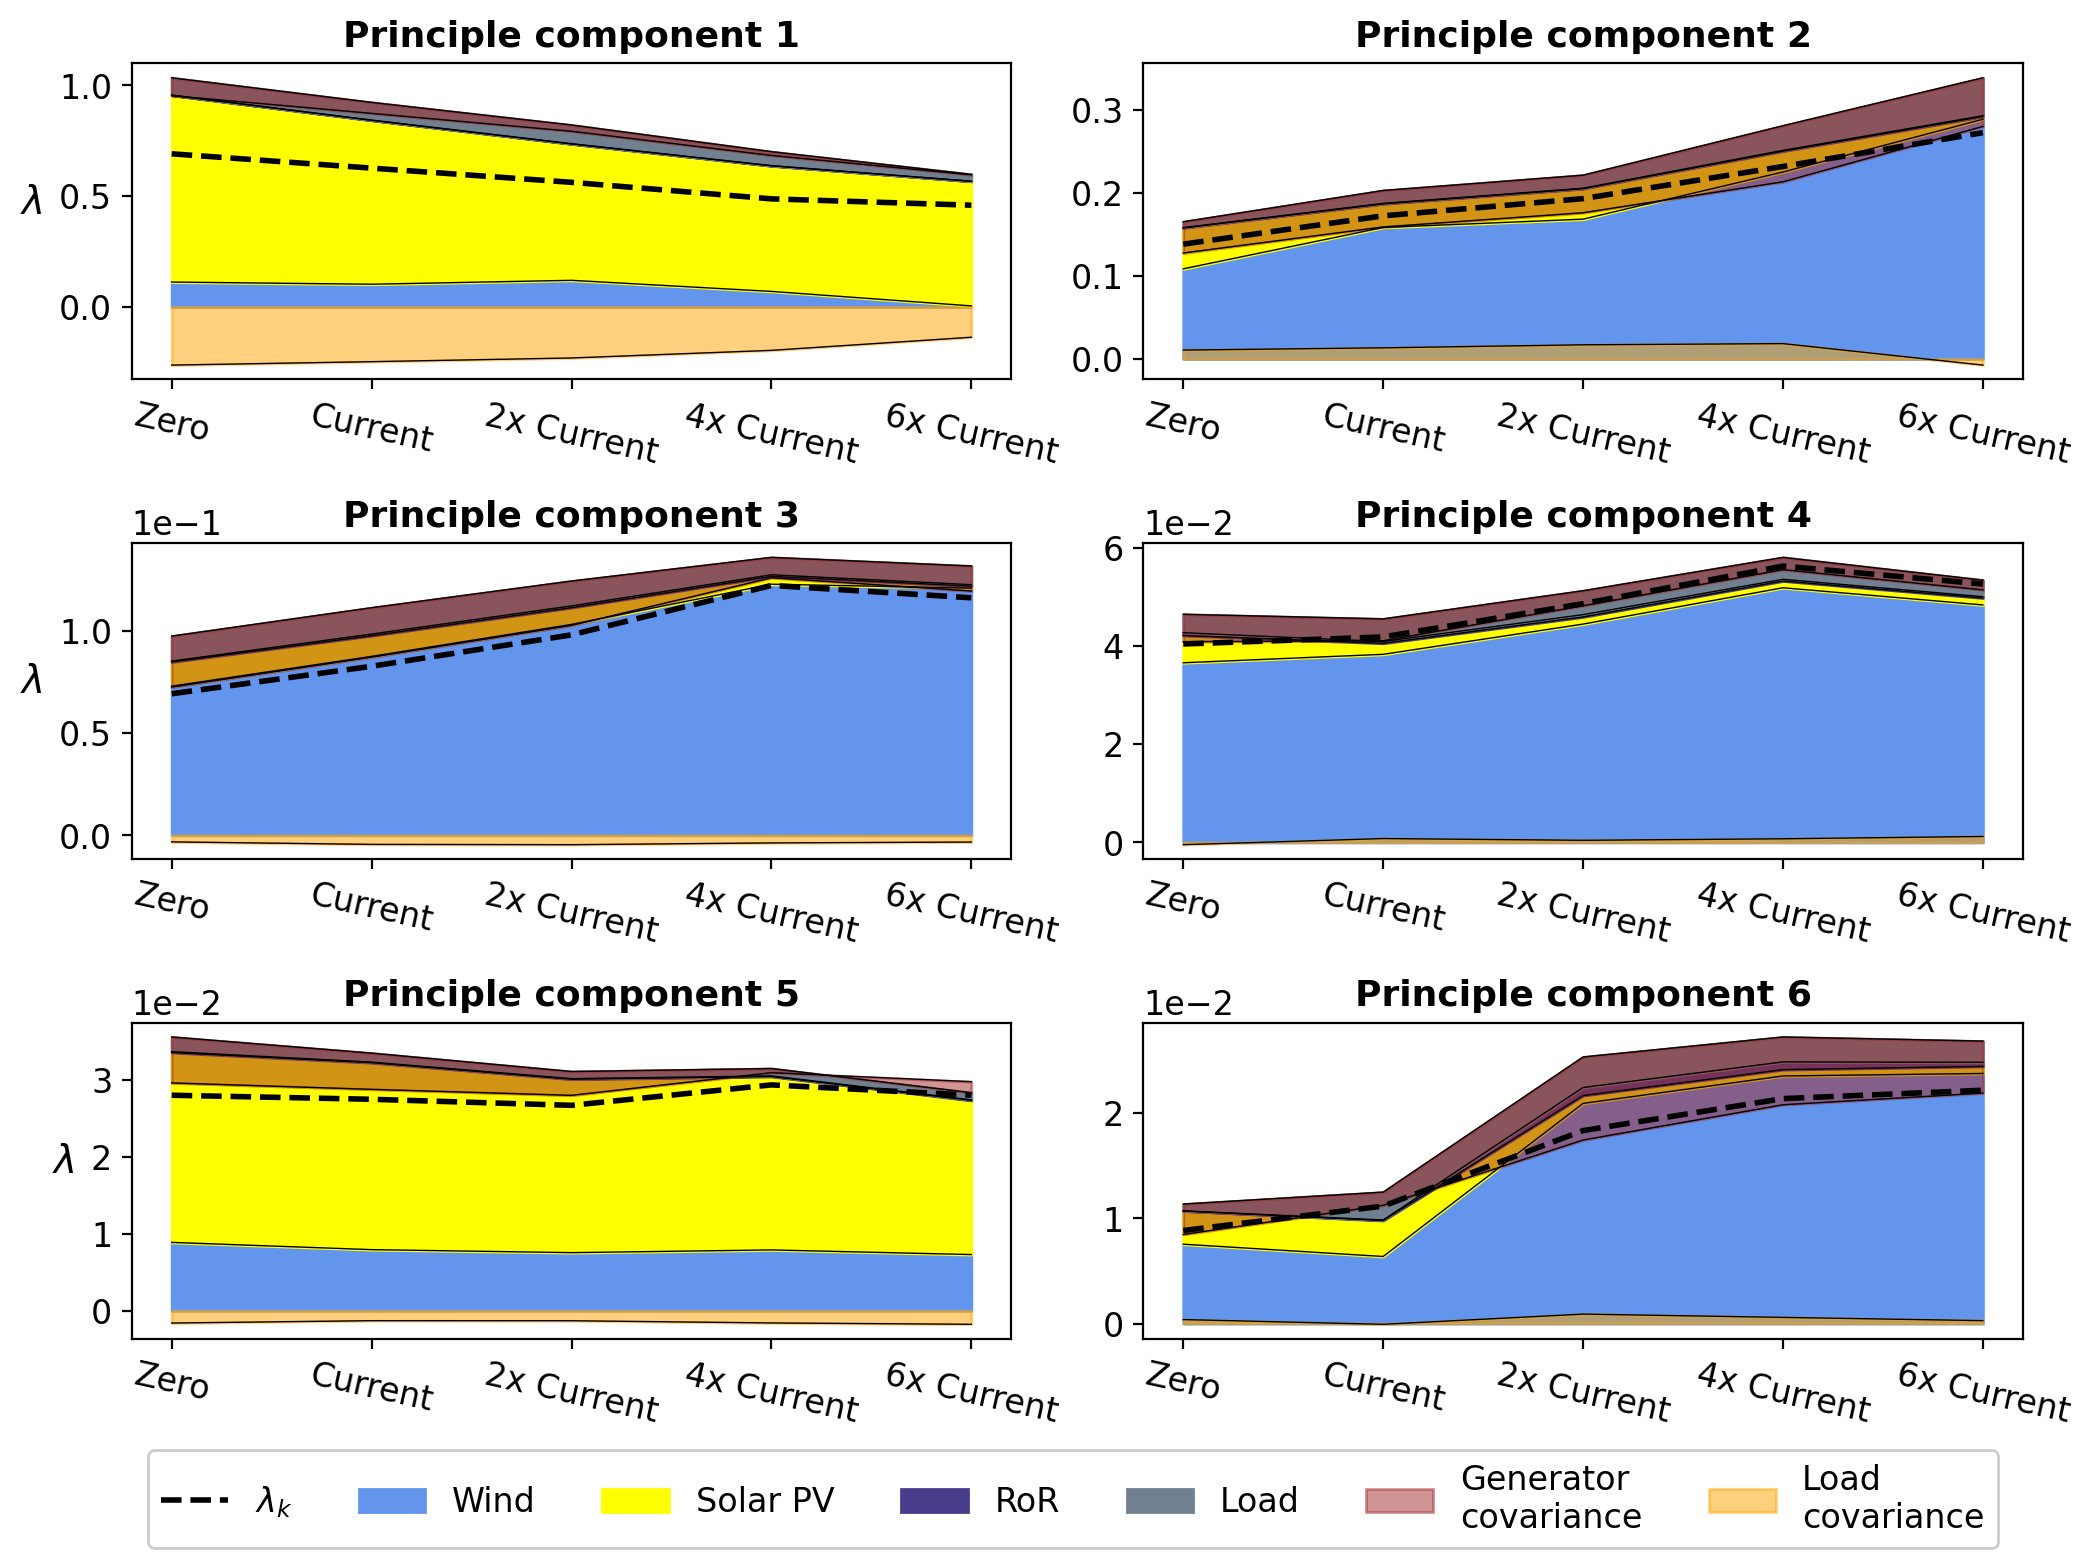 Principle component 1
Principle component 2
1.0
0.5
0.0
λ
0.3
0.2
0.1
0.0
Zero
Current
2x Current
4x Current
6x Current
Zero
Current
2x Current
4x Current
6x Current
1e−1
Principle component 3
1e−2
Principle component 4
1.0
0.5
0.0
λ
6
4
2
0
Zero
Current
2x Current
4x Current
6x Current
Zero
Current
2x Current
4x Current
6x Current
1e−2
Principle component 5
1e−2
Principle component 6
3
2
1
0
λ
2
1
0
Zero
Current
2x Current
4x Current
6x Current
Zero
Current
2x Current
4x Current
6x Current
λk
Wind
Solar PV
RoR
Load
Generator
covariance
Load
covariance